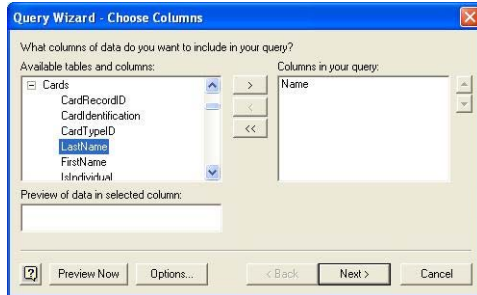 Query Wizard - Choose Columns
What columns of data do you want to include in your query?
Available tables and columns:
Columns in your query:
Cards
CardRecordID
CardIdentification
CardTypeID
LastName
FirstName
IsIndividual
>
<
<<
Name
Preview of data in selected column:
?
Preview Now
Options...
< Back
Next >
Cancel